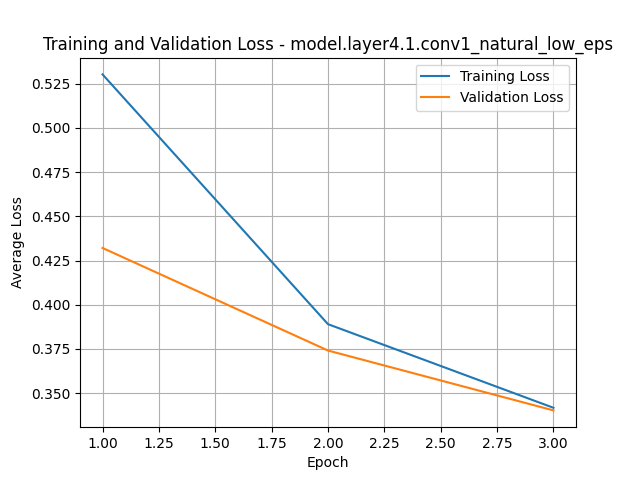 Training and Validation Loss - model.layer4.1.conv1_natural_low_eps
Training Loss
Validation Loss
Average Loss
0.525
0.500
0.475
0.450
0.425
0.400
0.375
0.350
1.00 1.25 1.50 1.75 2.00 2.25 2.50 2.75 3.00
Epoch